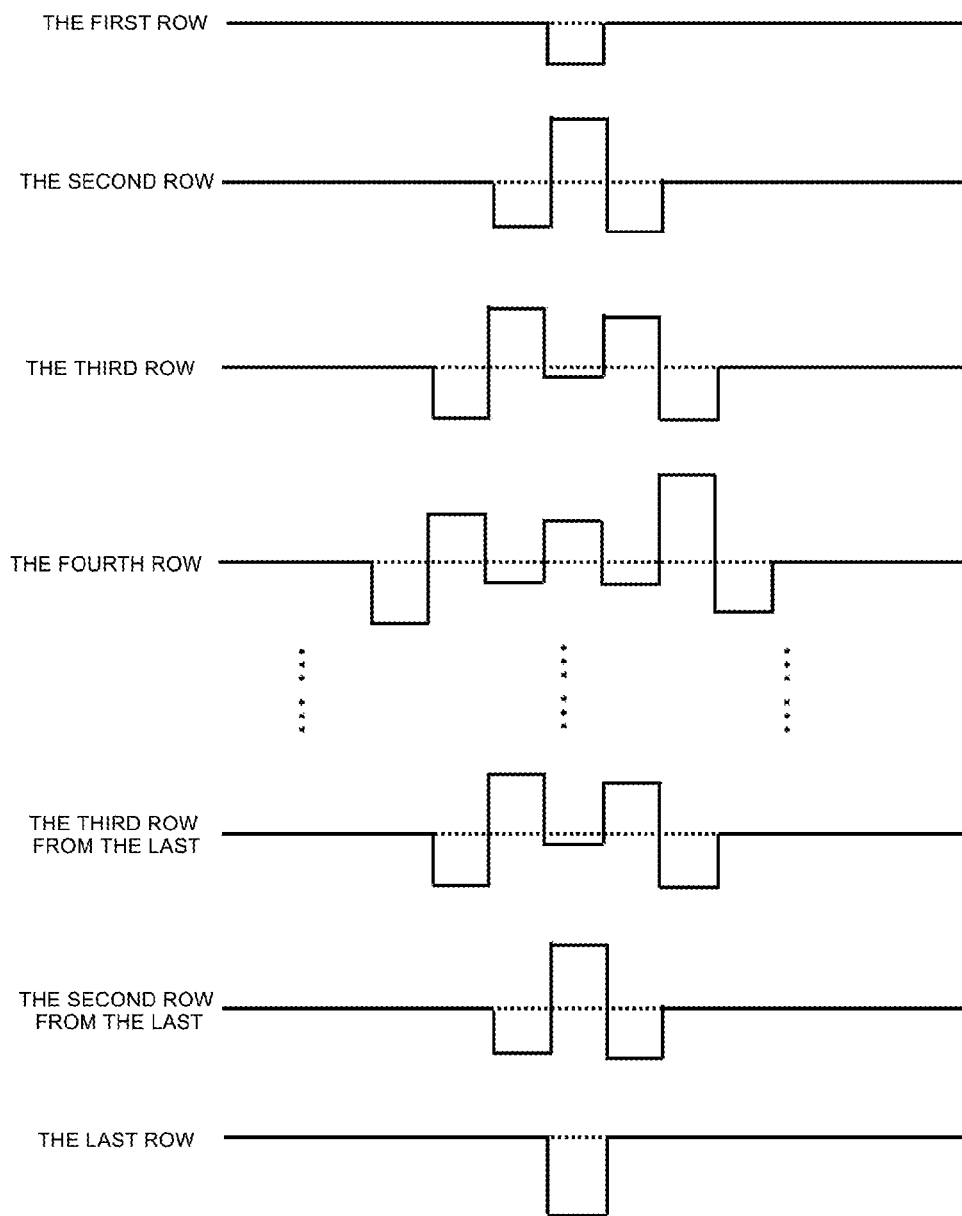 THE FIRST ROW
THE SECOND ROW
THE THIRD ROW
THE FOURTH ROW
THE THIRD ROW
FROM THE LAST
THE SECOND ROW
FROM THE LAST
THE LAST ROW